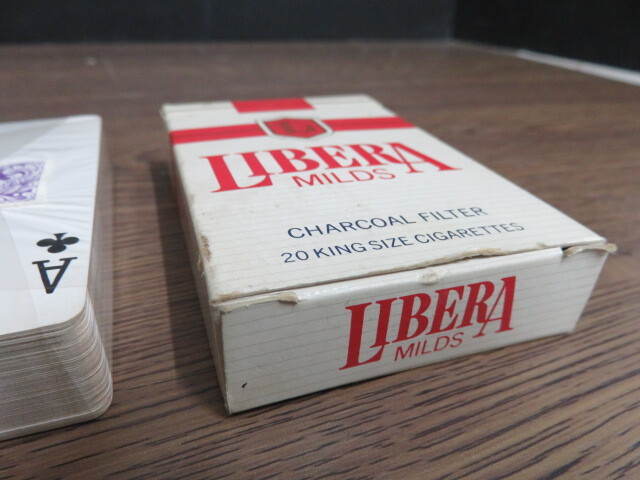 LIBERA
MILDS
CHARCOAL FILTER
20 KING SIZE CIGARETTES
LIBERA
MILDS
A